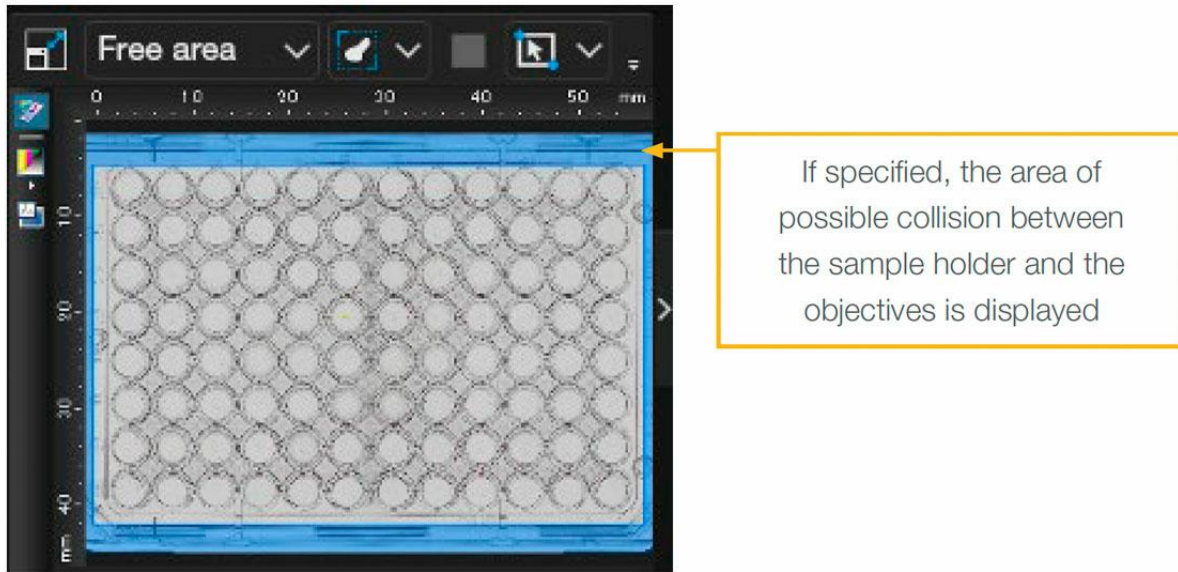 Free area
0 10 20 30 40 50 mm
10
20
30
40
mm
If specified, the area of
possible collision between
the sample holder and the
objectives is displayed